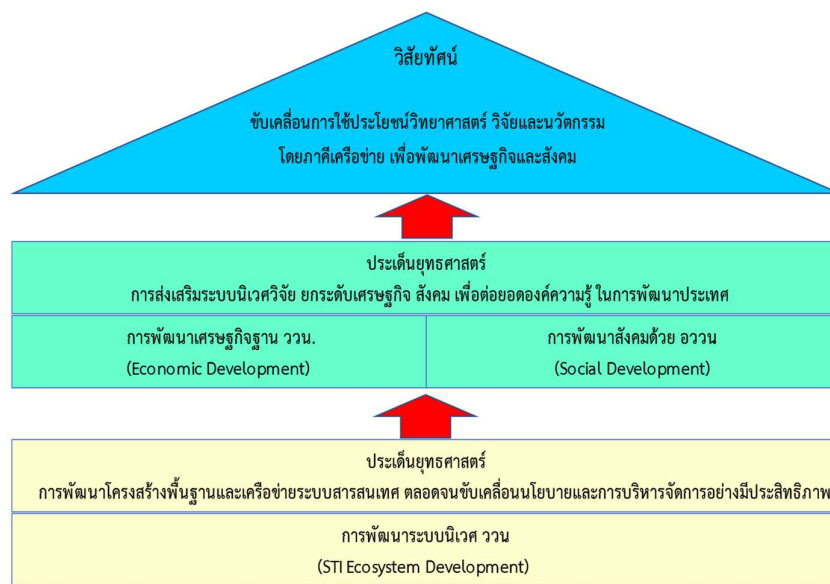 วิสัยทัศน์
ขับเคลื่อนการใช้ประโยชน์วิทยาศาสตร์ วิจัยและนวัตกรรม
โดยภาคีเครือข่าย เพื่อพัฒนาเศรษฐกิจและสังคม
ประเด็นยุทธศาสตร์
การส่งเสริมระบบนิเวศวิจัย ยกระดับเศรษฐกิจ สังคม เพื่อต่อยอดองค์ความรู้ ในการพัฒนาประเทศ
การพัฒนาเศรษฐกิจฐาน ววน.
(Economic Development)
การพัฒนาสังคมด้วย อววน
(Social Development)
ประเด็นยุทธศาสตร์
การพัฒนาโครงสร้างพื้นฐานและเครือข่ายระบบสารสนเทศ ตลอดจนขับเคลื่อนนโยบายและการบริหารจัดการอย่างมีประสิทธิภาพ
การพัฒนาระบบนิเวศ ววน
(STI Ecosystem Development)